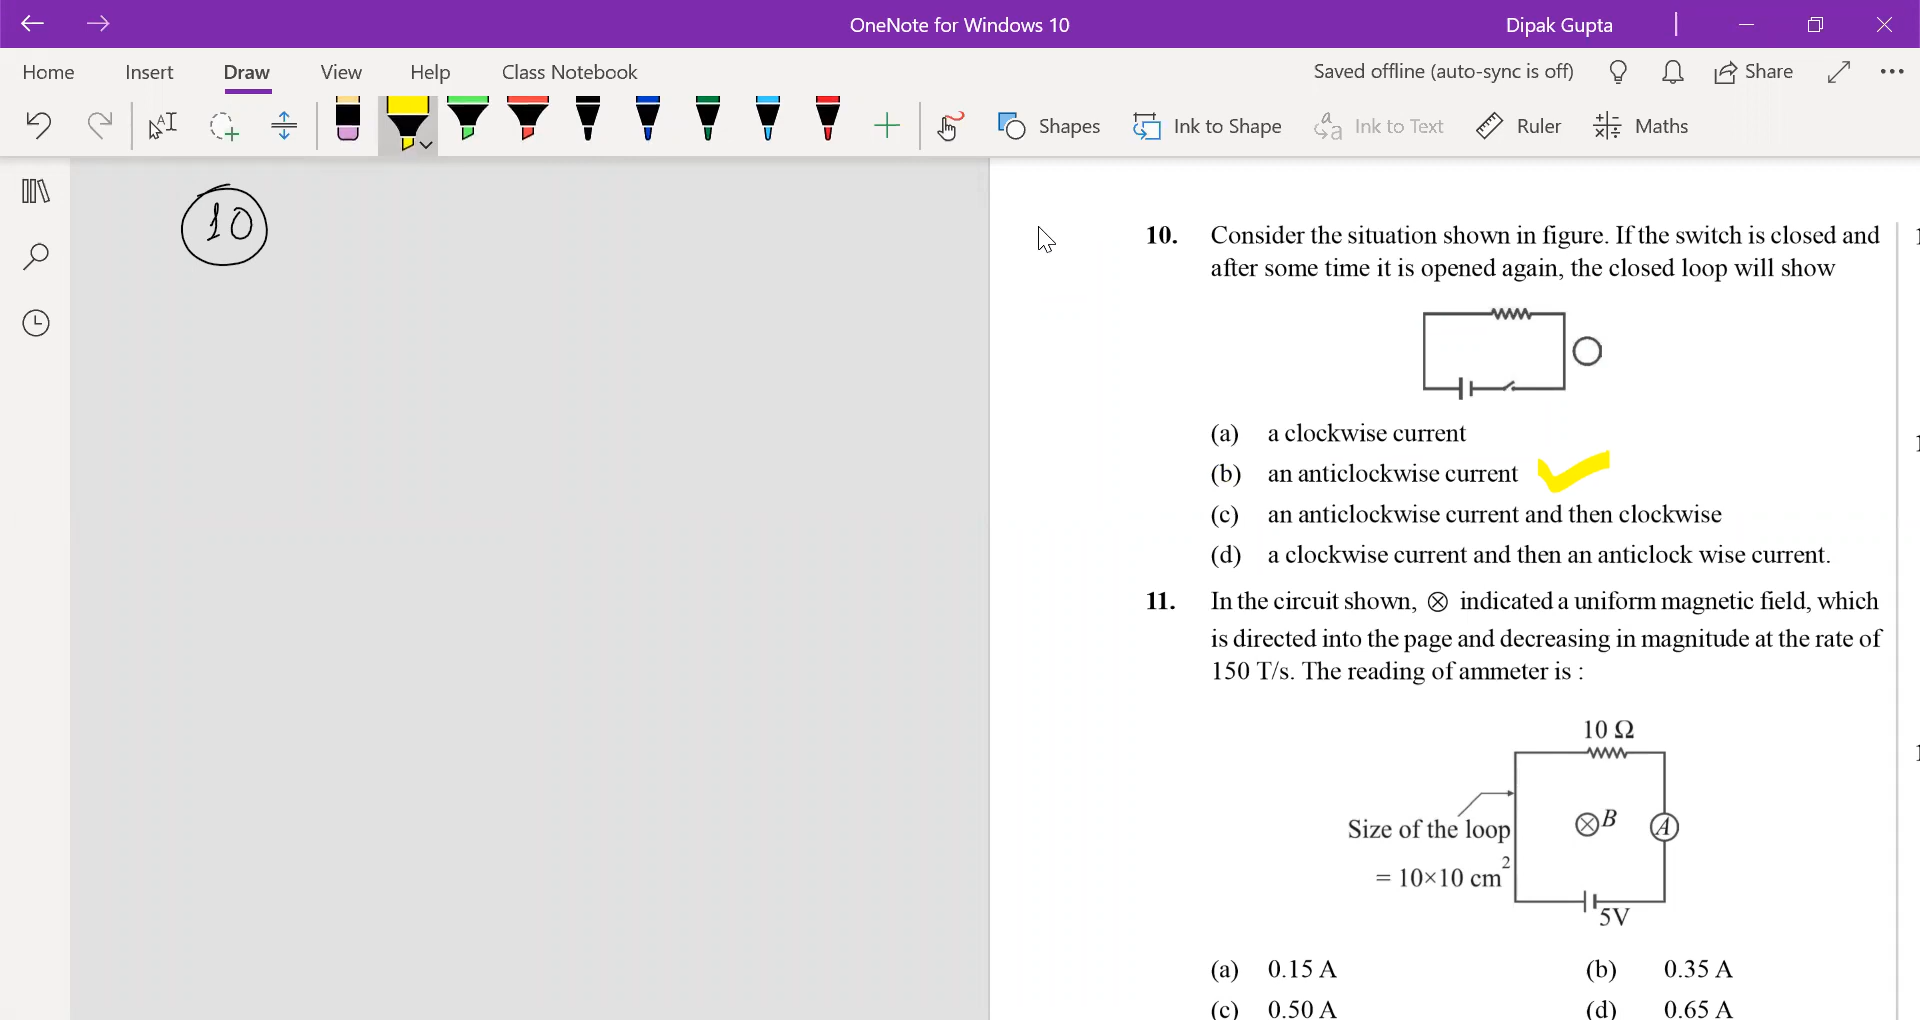 OneNote for Windows 10
Dipak Gupta
Home Insert Draw View Help Class Notebook
Saved offline (auto-sync is off) Share
Shapes Ink to Shape Ink to Text Ruler Maths
10
10. Consider the situation shown in figure. If the switch is closed and
after some time it is opened again, the closed loop will show
(a) a clockwise current
(b) an anticlockwise current
(c) an anticlockwise current and then clockwise
(d) a clockwise current and then an anticlock wise current.
11. In the circuit shown, ⊗ indicated a uniform magnetic field, which
is directed into the page and decreasing in magnitude at the rate of
150 T/s. The reading of ammeter is :
10 Ω
Size of the loop
= 10×10 cm²
⊗B
A
5V
(a) 0.15 A (b) 0.35 A
(c) 0.50 A (d) 0.65 A